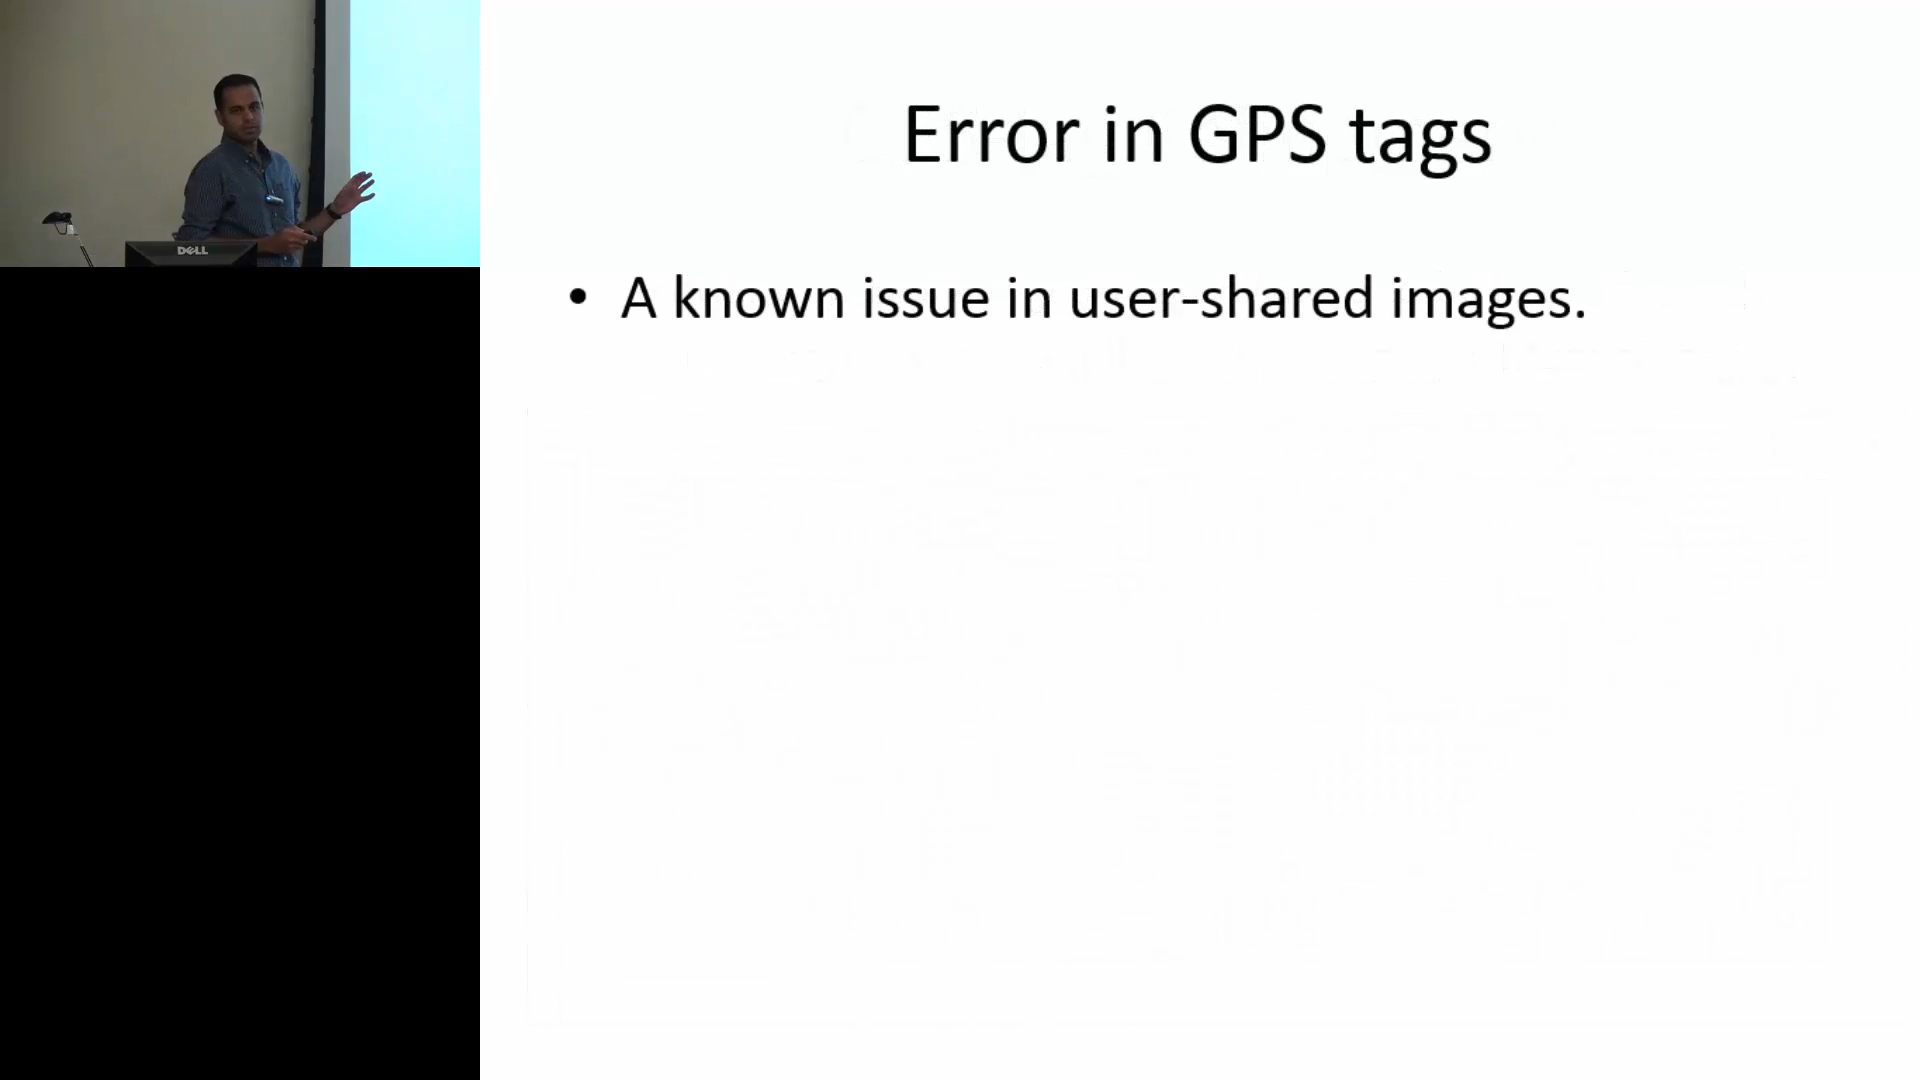 Error in GPS tags
• A known issue in user-shared images.
DELL